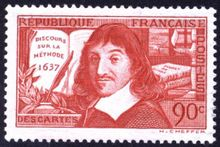 RÉPUBLIQUE FRANÇAISE
DISCOURS
SUR LA
MÉTHODE
1637
POSTES
DESCARTES
90c
H. CHEFFER